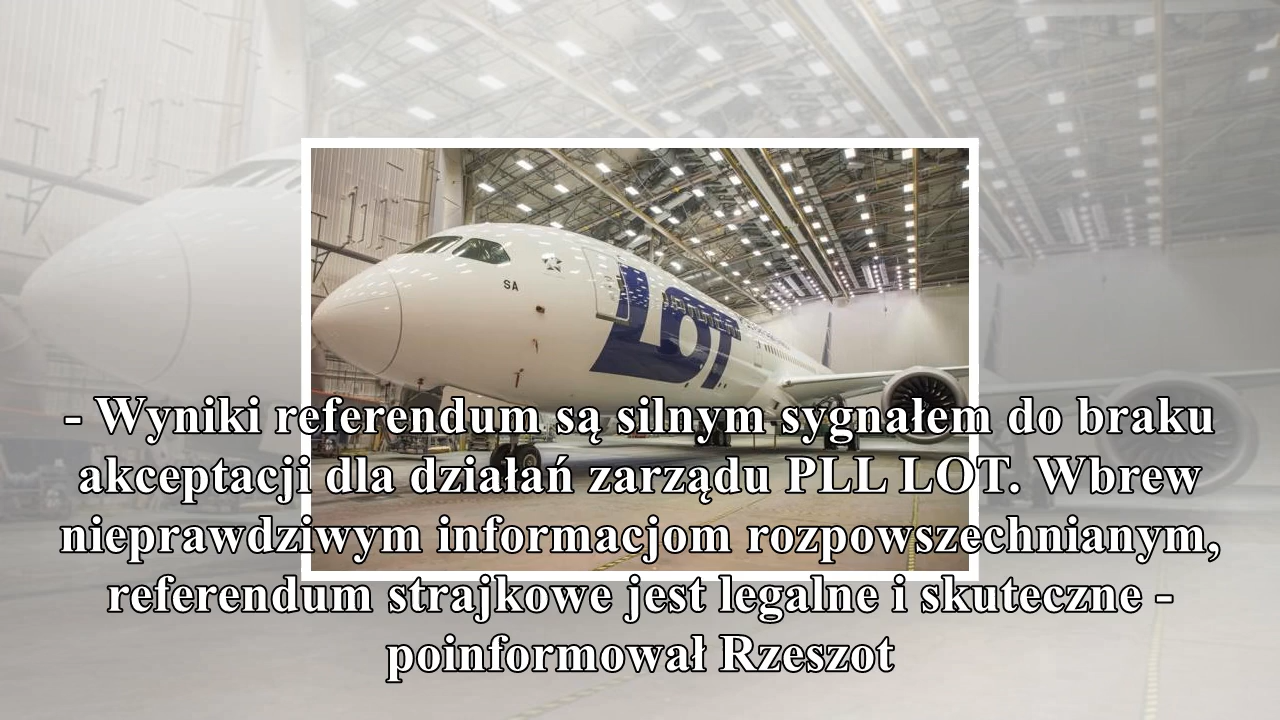 SA
LOT
- Wyniki referendum są silnym sygnałem do braku
akceptacji dla działań zarządu PLL LOT. Wbrew
nieprawdziwym informacjom rozpowszechnianym,
referendum strajkowe jest legalne i skuteczne -
poinformował Rzeszot